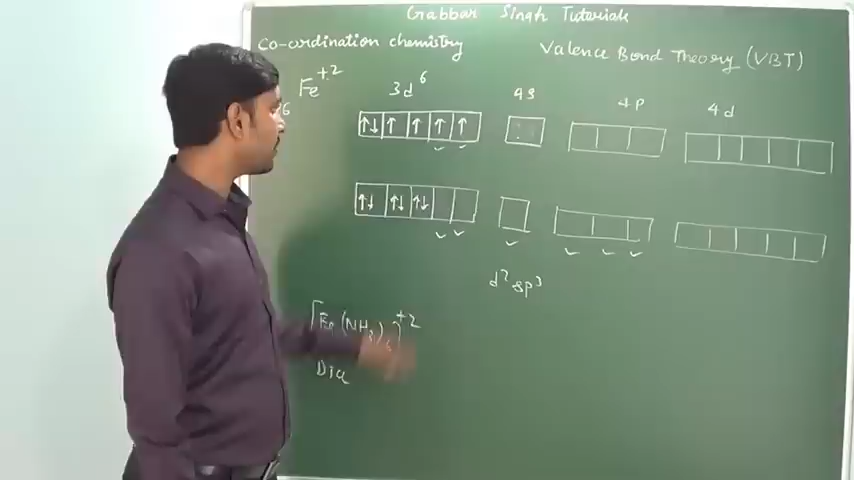 Gabbar Singh Tutorials
Co-ordination chemistry
Valence Bond Theory (VBT)
Fe+2
3d6 4s 4p 4d
6
↑↓ ↑ ↑ ↑ ↑
↑↓ ↑↓ ↑↓
d2sp3
[Fe(NH3)6]+2
Dia